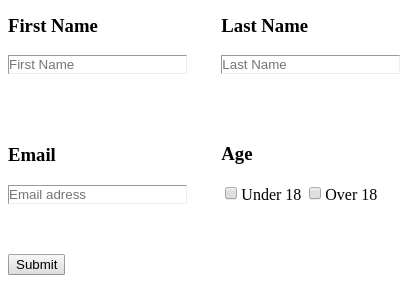 First Name
Last Name
First Name
Last Name
Email
Age
Email adress
Under 18 Over 18
Submit